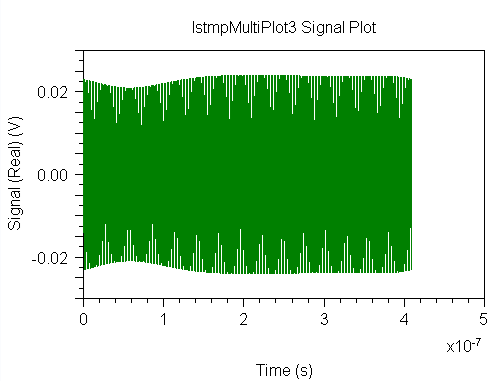 lstmpMultiPlot3 Signal Plot
0.02
0.00
-0.02
Signal (Real) (V)
0 1 2 3 4 5
x10-7
Time (s)